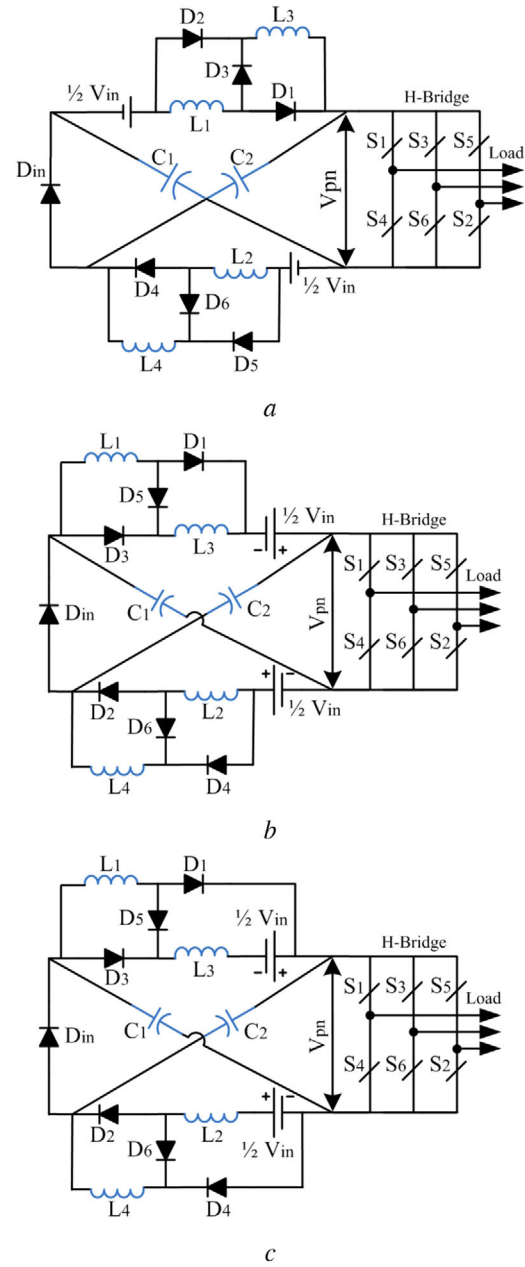 D2 L3
D3
½ Vin D1 H-Bridge
L1
S1 S3 S5
C1 C2 Load
Din Vpn
S4 S6 S2
L2
D4 ½ Vin
D6
L4 D5
a
L1 D1
D5 ½ Vin
D3 L3 - + H-Bridge
S1 S3 S5
Din C1 C2 Vpn Load
S4 S6 S2
+ -
D2 L2 ½ Vin
D6
L4 D4
b
L1 D1
D5 ½ Vin
D3 L3 - + H-Bridge
S1 S3 S5
Din C1 C2 Vpn Load
S4 S6 S2
+ -
D2 L2 ½ Vin
D6
L4 D4
c